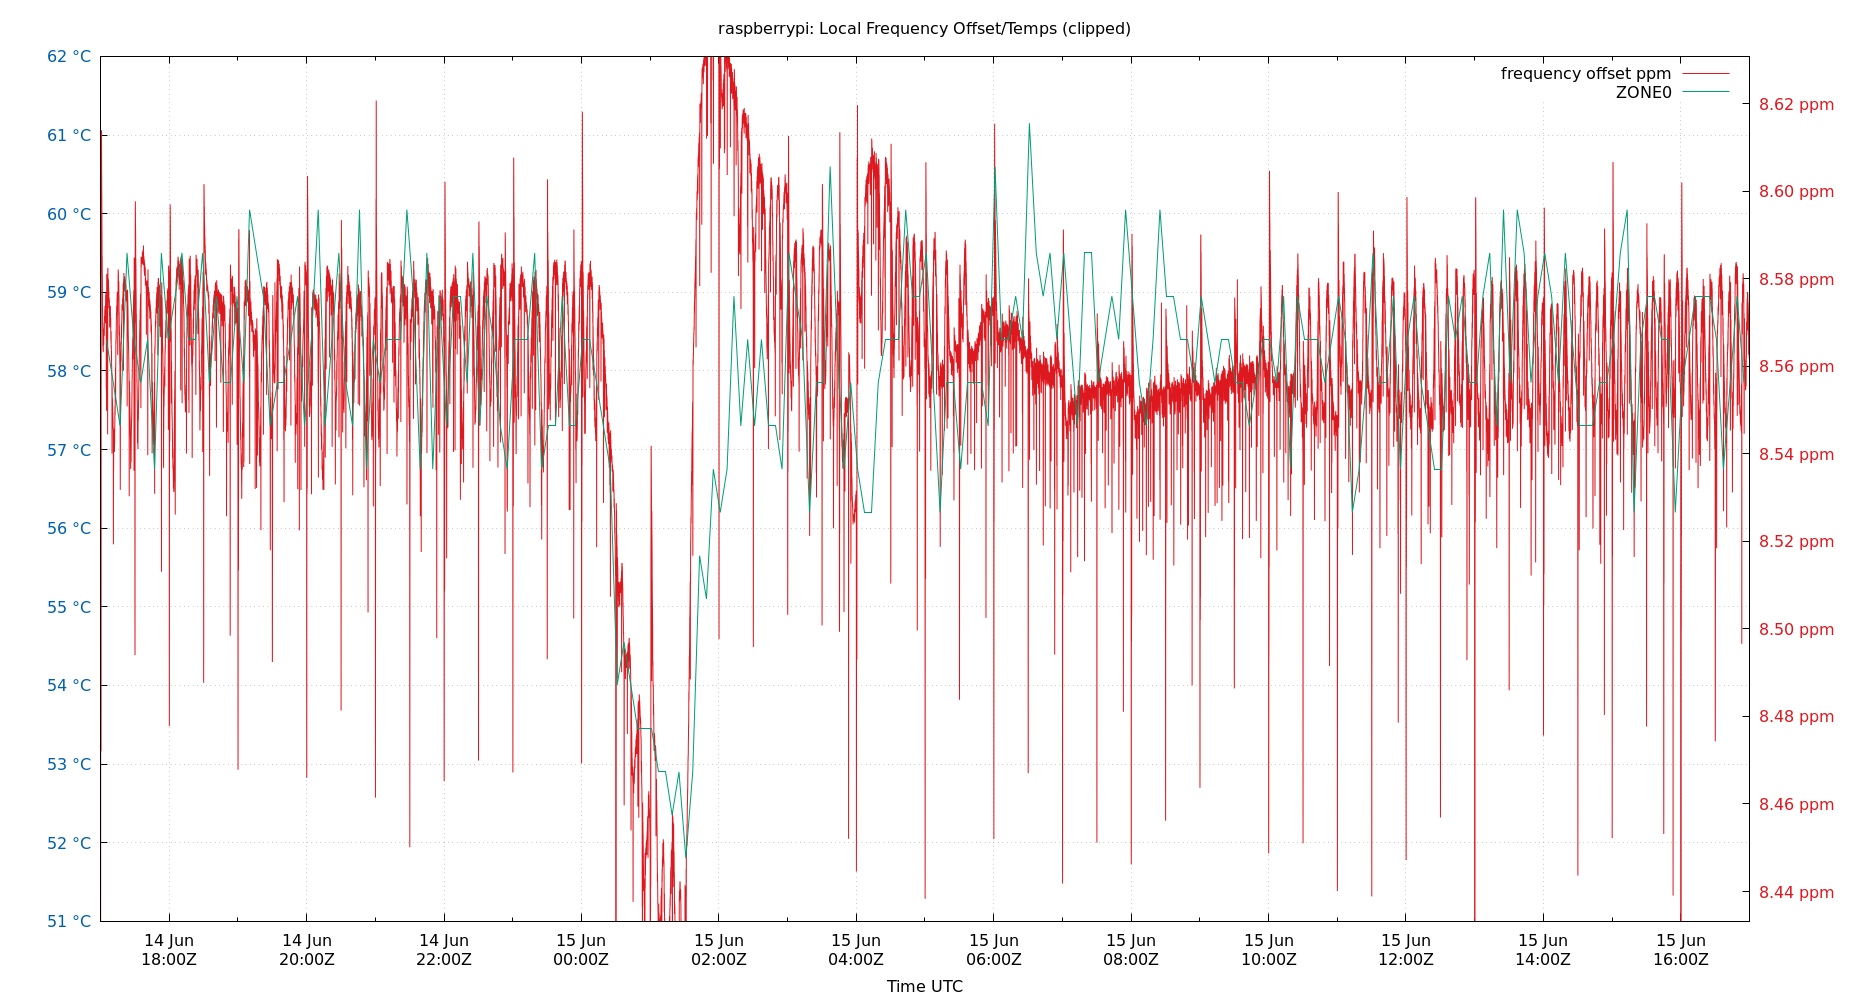 raspberrypi: Local Frequency Offset/Temps (clipped)
frequency offset ppm
ZONE0
62 °C
61 °C
60 °C
59 °C
58 °C
57 °C
56 °C
55 °C
54 °C
53 °C
52 °C
51 °C
8.62 ppm
8.60 ppm
8.58 ppm
8.56 ppm
8.54 ppm
8.52 ppm
8.50 ppm
8.48 ppm
8.46 ppm
8.44 ppm
14 Jun
18:00Z
14 Jun
20:00Z
14 Jun
22:00Z
15 Jun
00:00Z
15 Jun
02:00Z
15 Jun
04:00Z
15 Jun
06:00Z
15 Jun
08:00Z
15 Jun
10:00Z
15 Jun
12:00Z
15 Jun
14:00Z
15 Jun
16:00Z
Time UTC